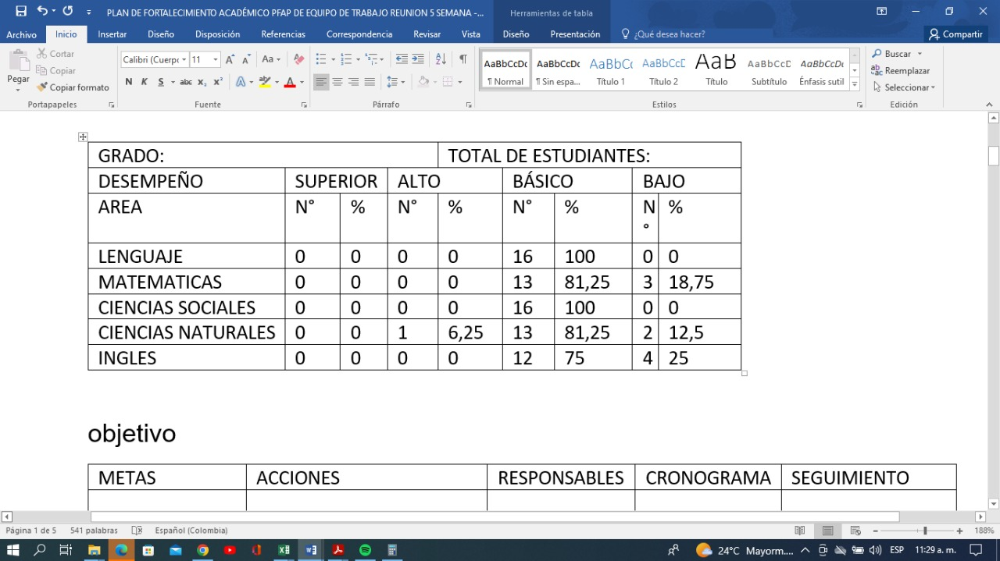 PLAN DE FORTALECIMIENTO ACADÉMICO PFAP DE EQUIPO DE TRABAJO REUNION 5 SEMANA -...
Herramientas de tabla
Archivo Inicio Insertar Diseño Disposición Referencias Correspondencia Revisar Vista Diseño Presentación ¿Qué desea hacer? Compartir
Pegar
Cortar
Copiar
Copiar formato
Portapapeles
Calibri (Cuerpo 11
Aa
N K S abc x₂ x²
A A
Fuente
Párrafo
AaBbCcDc AaBbCcDc AaBbCc AaBbCcD AaB AaBbCcD AaBbCcDc
¶ Normal ¶ Sin espa... Título 1 Título 2 Título Subtítulo Énfasis sutil
Estilos
Buscar
Reemplazar
Seleccionar
Edición
GRADO: TOTAL DE ESTUDIANTES:
DESEMPEÑO SUPERIOR ALTO BÁSICO BAJO
AREA N° % N° % N° % N° %
LENGUAJE 0 0 0 0 16 100 0 0
MATEMATICAS 0 0 0 0 13 81,25 3 18,75
CIENCIAS SOCIALES 0 0 0 0 16 100 0 0
CIENCIAS NATURALES 0 0 1 6,25 13 81,25 2 12,5
INGLES 0 0 0 0 12 75 4 25
objetivo
METAS ACCIONES RESPONSABLES CRONOGRAMA SEGUIMIENTO
Página 1 de 5 541 palabras Español (Colombia) 188%
24°C Mayorm.... ESP 11:29 a. m.